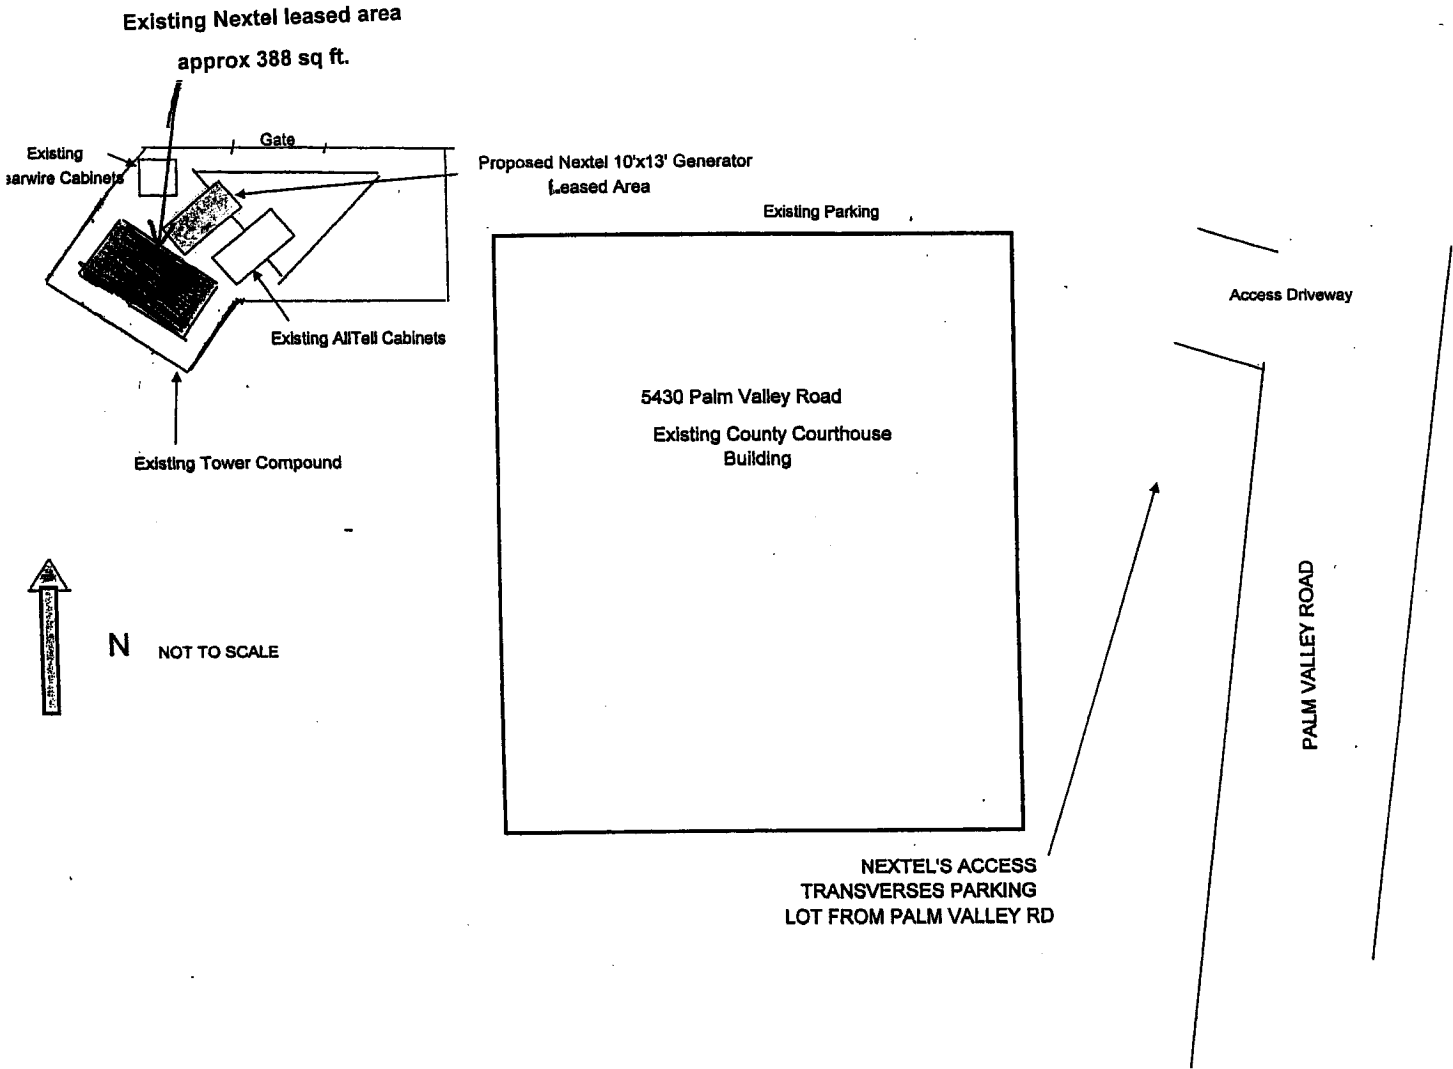 Existing Nextel leased area
approx 388 sq ft.
Gate
Existing
Cabinets
Proposed Nextel 10'x13' Generator
Leased Area
Existing Parking
Access Driveway
Existing AllTell Cabinets
5430 Palm Valley Road
Existing County Courthouse
Building
Existing Tower Compound
N
NOT TO SCALE
PALM VALLEY ROAD
NEXTEL'S ACCESS
TRANSVERSES PARKING
LOT FROM PALM VALLEY RD